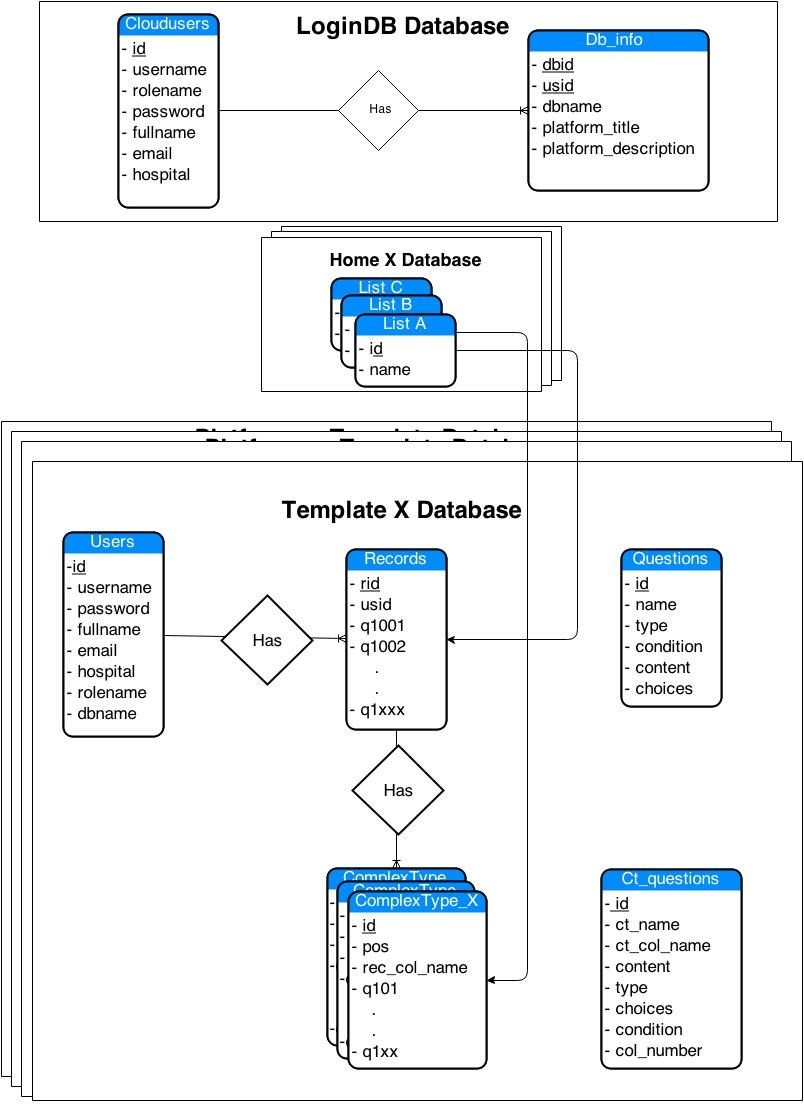 LoginDB Database
Cloudusers
- id
- username
- rolename
- password
- fullname
- email
- hospital
Has
Db_info
- dbid
- usid
- dbname
- platform_title
- platform_description
Home X Database
List C
List B
List A
- id
- name
Template X Database
Users
-id
- username
- password
- fullname
- email
- hospital
- rolename
- dbname
Has
Records
- rid
- usid
- q1001
- q1002
.
.
- q1xxx
Questions
- id
- name
- type
- condition
- content
- choices
Has
ComplexType
ComplexType
ComplexType_X
- id
- pos
- rec_col_name
- q101
.
.
- q1xx
Ct_questions
- id
- ct_name
- ct_col_name
- content
- type
- choices
- condition
- col_number